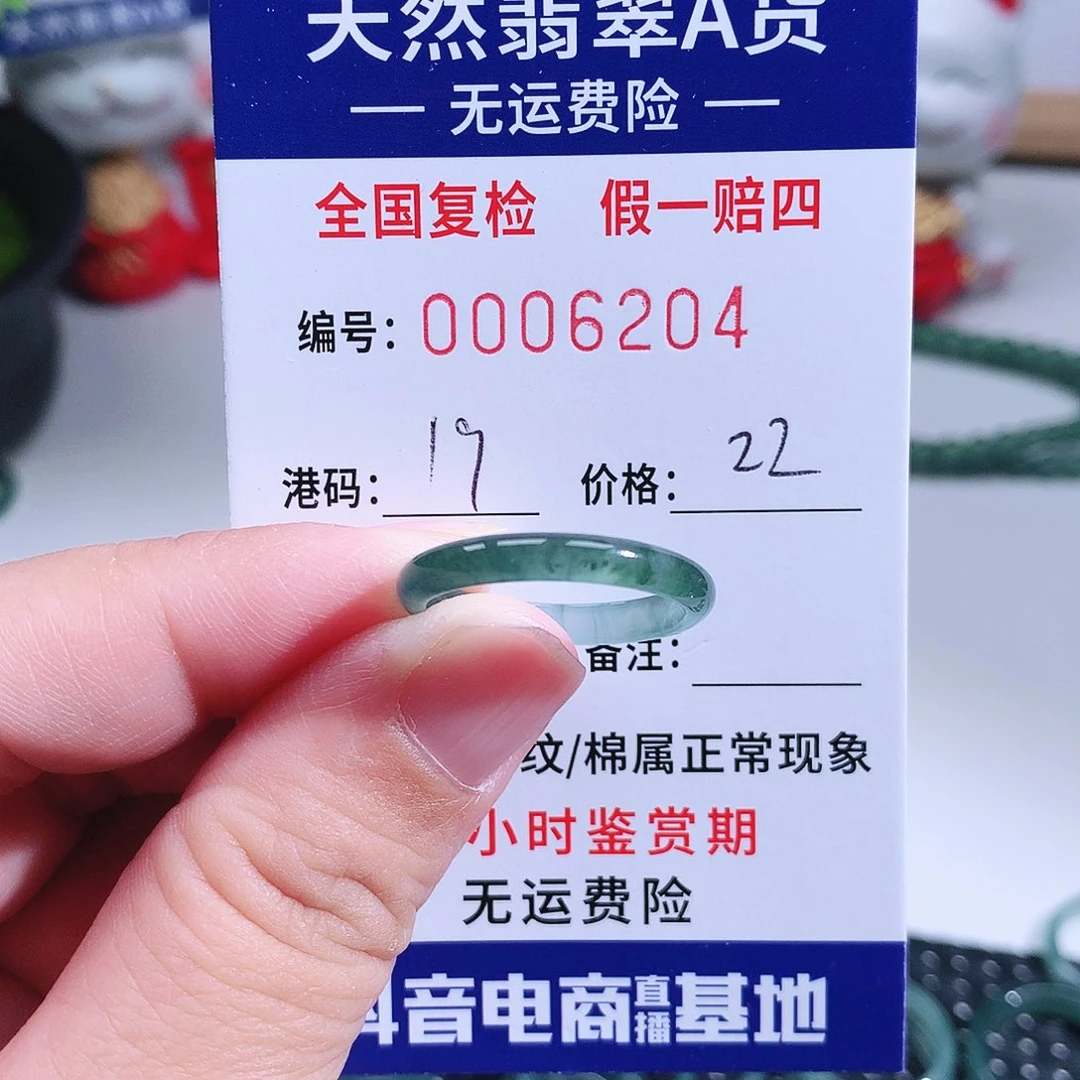 天然翡翠A货
— 无运费险 —
全国复检 假一赔四
编号：0006204
港码：19 价格：22
备注：
纹/棉属正常现象
小时鉴赏期
无运费险
抖音电商直播基地